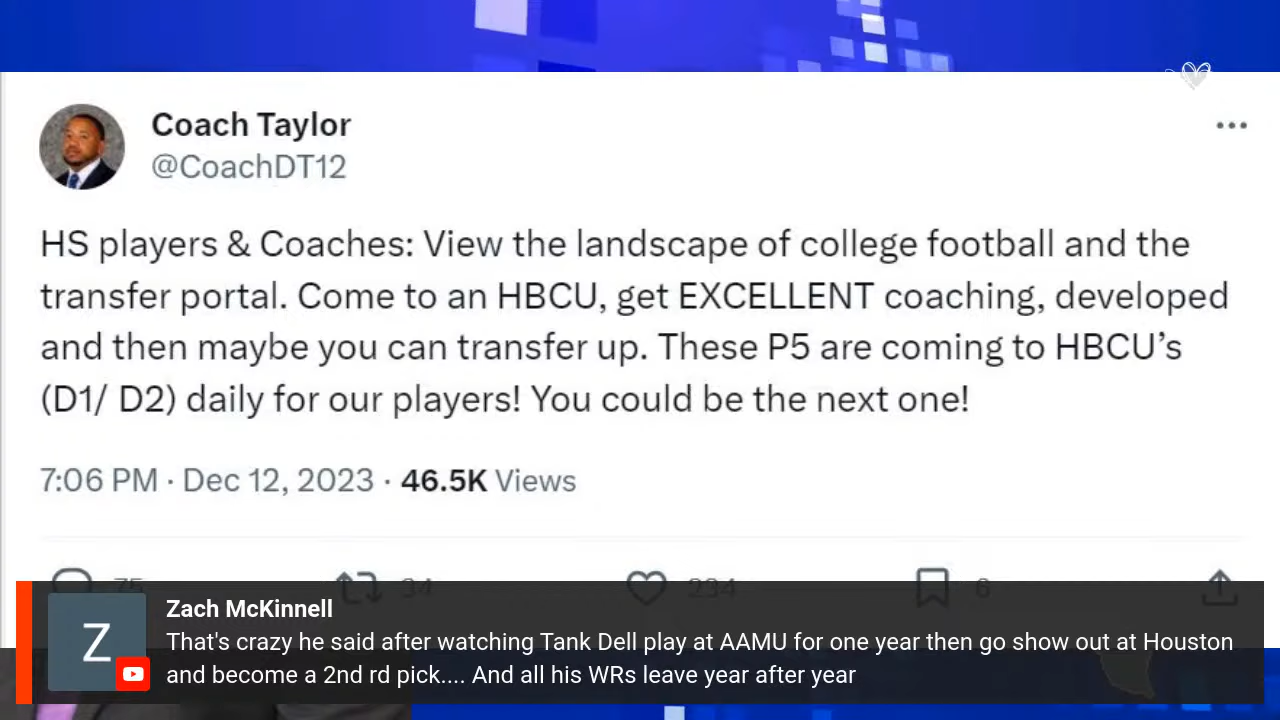 Coach Taylor
@CoachDT12
HS players & Coaches: View the landscape of college football and the
transfer portal. Come to an HBCU, get EXCELLENT coaching, developed
and then maybe you can transfer up. These P5 are coming to HBCU’s
(D1/ D2) daily for our players! You could be the next one!
7:06 PM · Dec 12, 2023 · 46.5K Views
75 34 234 6
Z
Zach McKinnell
That's crazy he said after watching Tank Dell play at AAMU for one year then go show out at Houston
and become a 2nd rd pick.... And all his WRs leave year after year